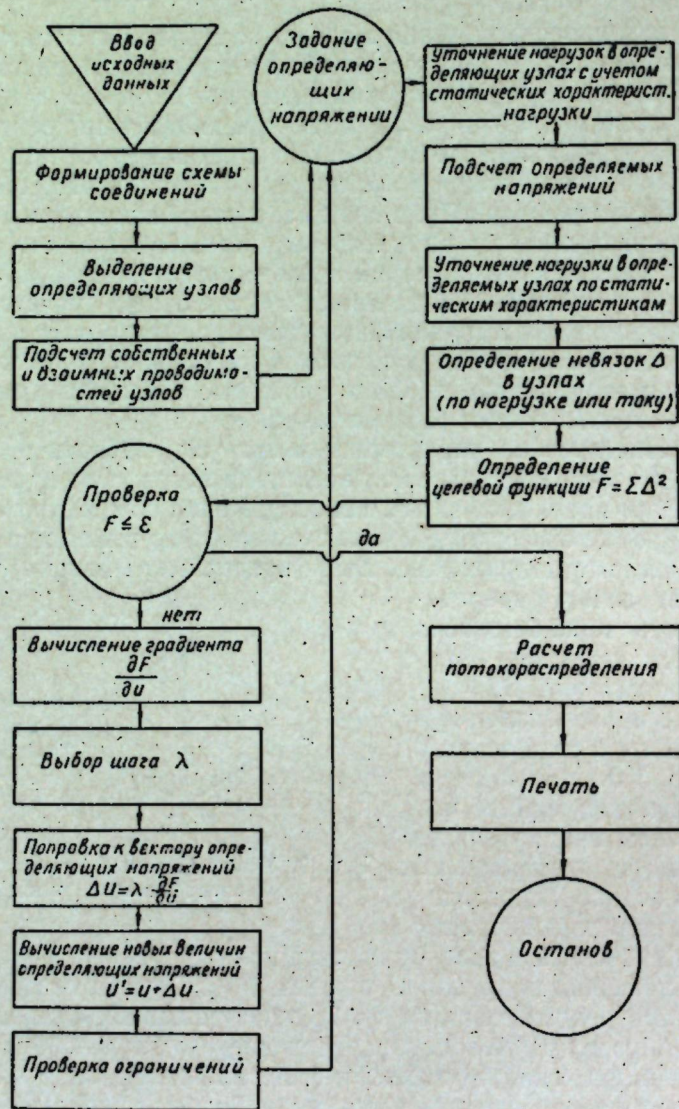 Ввод
исходных
данных
Формирование схемы
соединений
Выделение
определяющих узлов
Подсчет собственных
и взаимных проводимо-
стей узлов
Задание
определяю-
щих
напряжении
Уточнение нагрузок в опре-
деляющих узлах с учетом
статических характерист.
нагрузки
Подсчет определяемых
напряжений
Уточнение нагрузки в опре-
деляемых узлах по стати-
ческим характеристикам
Определение невязок Δ
в узлах
(по нагрузке или току)
Определение
целевой функции F = ΣΔ²
Проверка
F ≤ ε
да
нет
Вычисление градиента
∂F
∂u
Выбор шага λ
Поправка к вектору опре-
деляющих напряжений
ΔU = λ ∂F/∂u
Вычисление новых величин
определяющих напряжений
U' = U + ΔU
Проверка ограничений
Расчет
потокораспределения
Печать
Останов